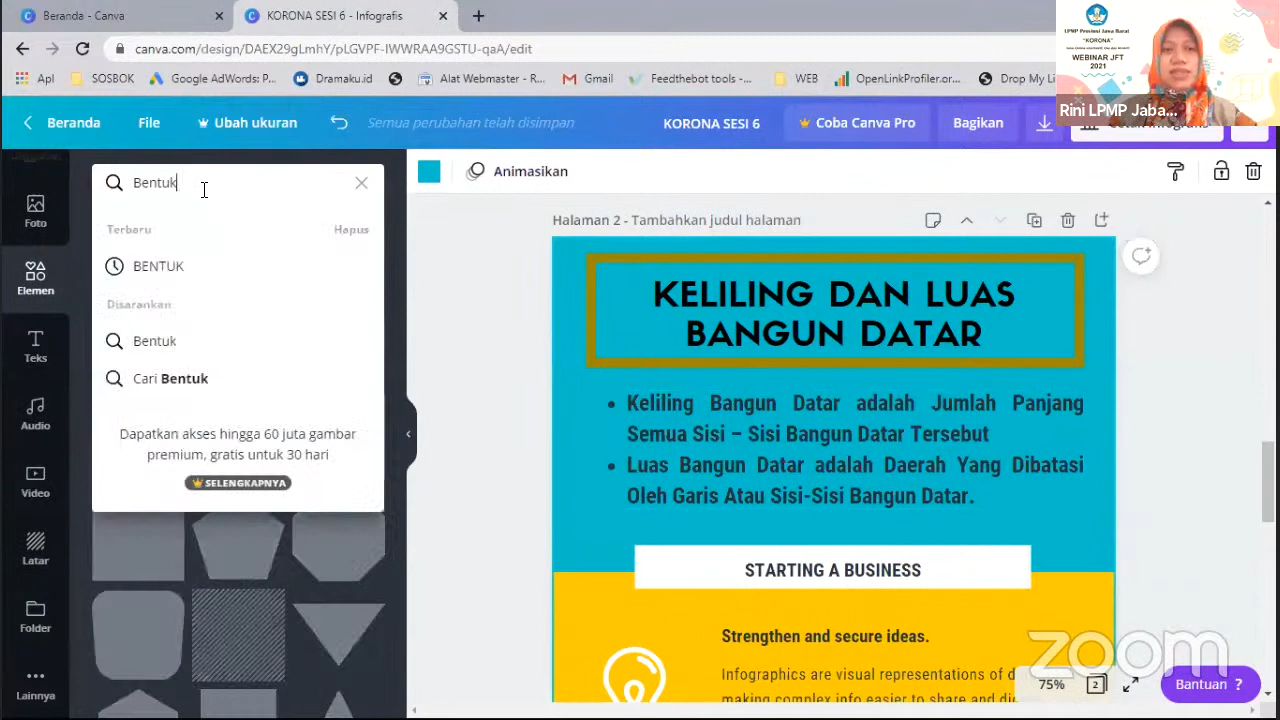 Beranda - Canva
KORONA SESI 6 - Infografis
canva.com/design/DAEX29gLmhY/pLGVPF-RWVRAA9GSTU-qaA/edit
Apl
SOSBOK
Google AdWords: P...
Dramaku.id
Alat Webmaster -...
Gmail
Feedthebot tools -...
WEB
OpenLinkProfiler.or...
Drop My Li
LPMP Provinsi Jawa Barat
"KORONA"
WEBINAR JFT
2021
Rini LPMP Jaba...
Beranda
File
Ubah ukuran
Semua perubahan telah disimpan
KORONA SESI 6
Coba Canva Pro
Bagikan
Foto
Elemen
Teks
Audio
Video
Latar
Folder
Lainnya
Bentuk
Terbaru
Hapus
BENTUK
Disarankan
Bentuk
Cari Bentuk
Dapatkan akses hingga 60 juta gambar
premium, gratis untuk 30 hari
SELENGKAPNYA
Animasikan
Halaman 2 - Tambahkan judul halaman
KELILING DAN LUAS
BANGUN DATAR
• Keliling Bangun Datar adalah Jumlah Panjang
Semua Sisi – Sisi Bangun Datar Tersebut
• Luas Bangun Datar adalah Daerah Yang Dibatasi
Oleh Garis Atau Sisi-Sisi Bangun Datar.
STARTING A BUSINESS
Strengthen and secure ideas.
Infographics are visual representations of d
making complex info easier to share and die
zoom
75%
2
Bantuan ?